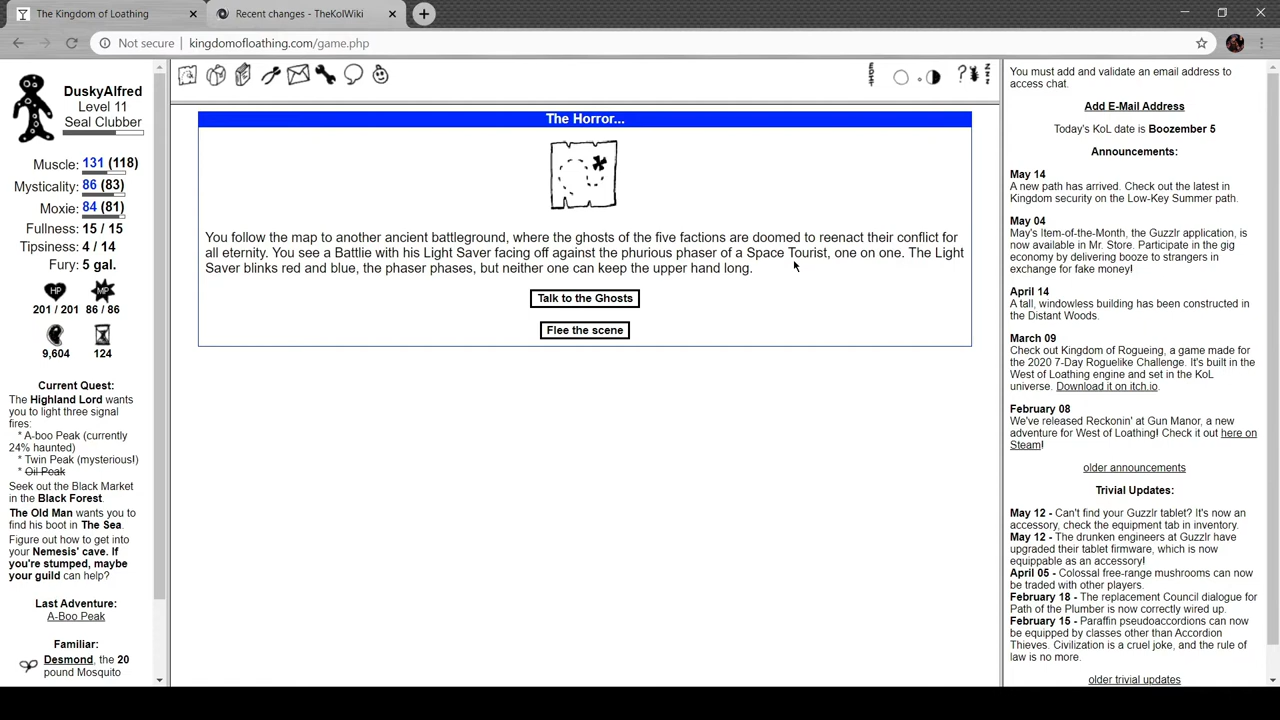 The Kingdom of Loathing
Recent changes - TheKolWiki
Not secure
kingdomofloathing.com/game.php
DuskyAlfred
Level 11
Seal Clubber
Muscle: 131 (118)
Mysticality: 86 (83)
Moxie: 84 (81)
Fullness: 15 / 15
Tipsiness: 4 / 14
Fury: 5 gal.
HP
MP
201 / 201
86 / 86
9,604
124
Current Quest:
The Highland Lord wants
you to light three signal
fires:
* A-boo Peak (currently
24% haunted)
* Twin Peak (mysterious!)
* Oil Peak
Seek out the Black Market
in the Black Forest.
The Old Man wants you to
find his boot in The Sea.
Figure out how to get into
your Nemesis' cave. If
you're stumped, maybe
your guild can help?
Last Adventure:
A-Boo Peak
Familiar:
Desmond, the 20
pound Mosquito
The Horror...
You follow the map to another ancient battleground, where the ghosts of the five factions are doomed to reenact their conflict for
all eternity. You see a Battlie with his Light Saver facing off against the phurious phaser of a Space Tourist, one on one. The Light
Saver blinks red and blue, the phaser phases, but neither one can keep the upper hand long.
Talk to the Ghosts
Flee the scene
You must add and validate an email address to
access chat.
Add E-Mail Address
Today's KoL date is Boozember 5
Announcements:
May 14
A new path has arrived. Check out the latest in
Kingdom security on the Low-Key Summer path.
May 04
May's Item-of-the-Month, the Guzzlr application, is
now available in Mr. Store. Participate in the gig
economy by delivering booze to strangers in
exchange for fake money!
April 14
A tall, windowless building has been constructed in
the Distant Woods.
March 09
Check out Kingdom of Rogueing, a game made for
the 2020 7-Day Roguelike Challenge. It's built in the
West of Loathing engine and set in the KoL
universe. Download it on itch.io.
February 08
We've released Reckonin' at Gun Manor, a new
adventure for West of Loathing! Check it out here on
Steam!
older announcements
Trivial Updates:
May 12 - Can't find your Guzzlr tablet? It's now an
accessory, check the equipment tab in inventory.
May 12 - The drunken engineers at Guzzlr have
upgraded their tablet firmware, which is now
equippable as an accessory!
April 05 - Colossal free-range mushrooms can now
be traded with other players.
February 18 - The replacement Council dialogue for
Path of the Plumber is now correctly wired up.
February 15 - Paraffin pseudoaccordions can now
be equipped by classes other than Accordion
Thieves. Civilization is a cruel joke, and the rule of
law is no more.
older trivial updates